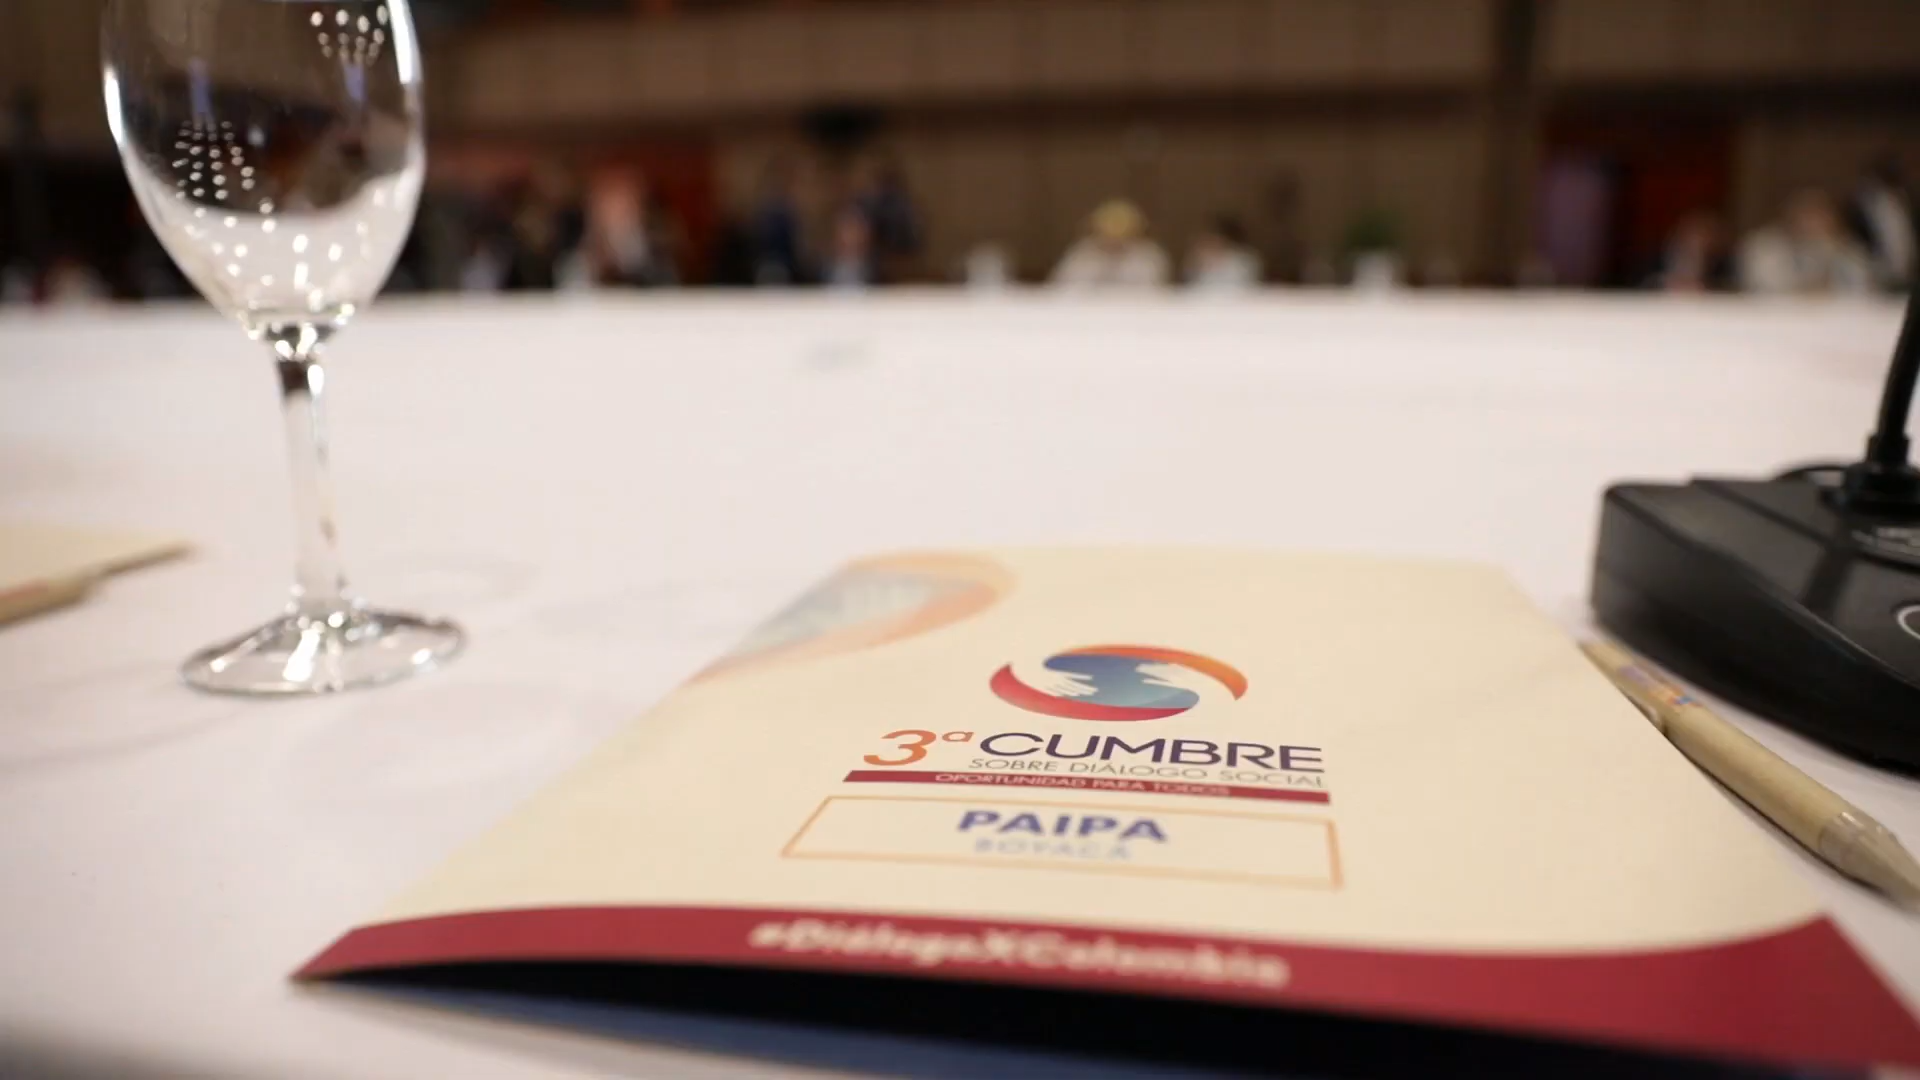 3ª CUMBRE
SOBRE DIÁLOGO SOCIAL
OPORTUNIDAD PARA TODOS
PAIPA
BOYACÁ
#DiálogoXColombia